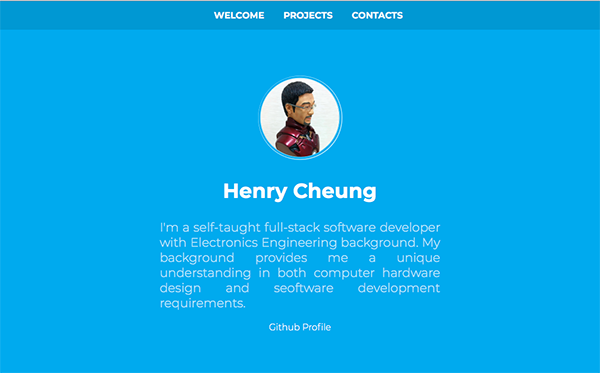 WELCOME PROJECTS CONTACTS
Henry Cheung
I'm a self-taught full-stack software developer
with Electronics Engineering background. My
background provides me a unique
understanding in both computer hardware
design and seoftware development
requirements.
Github Profile